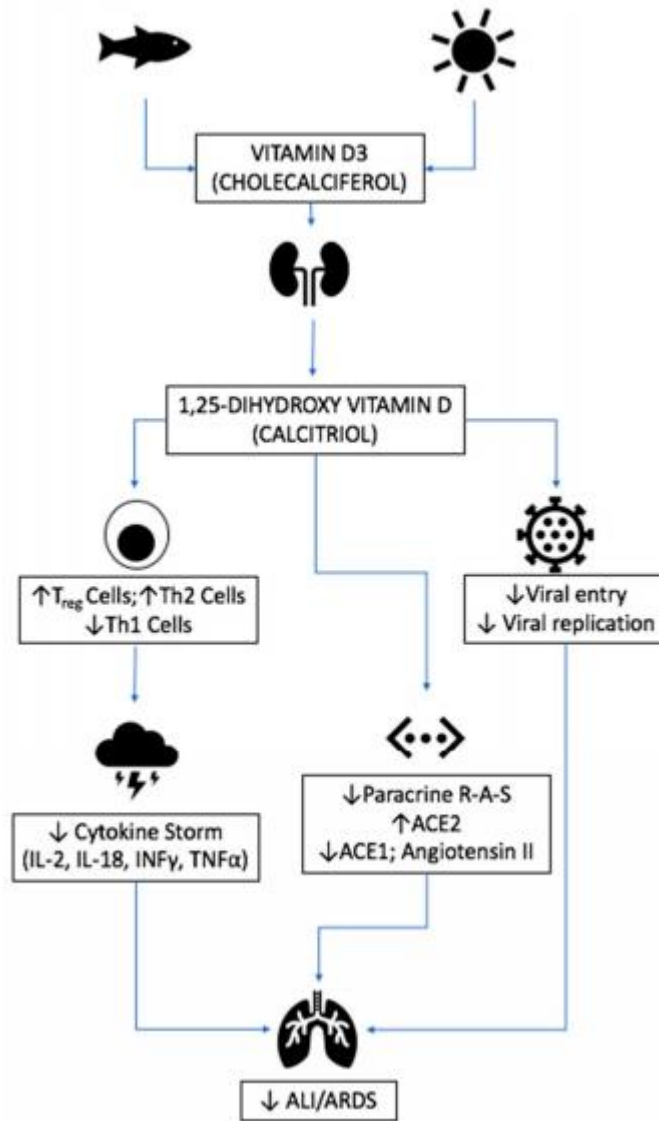 VITAMIN D3
(CHOLECALCIFEROL)
1,25-DIHYDROXY VITAMIN D
(CALCITRIOL)
↑Treg Cells;↑Th2 Cells
↓Th1 Cells
↓Viral entry
↓ Viral replication
↓ Cytokine Storm
(IL-2, IL-18, INFγ, TNFα)
↓Paracrine R-A-S
↑ACE2
↓ACE1; Angiotensin II
↓ ALI/ARDS